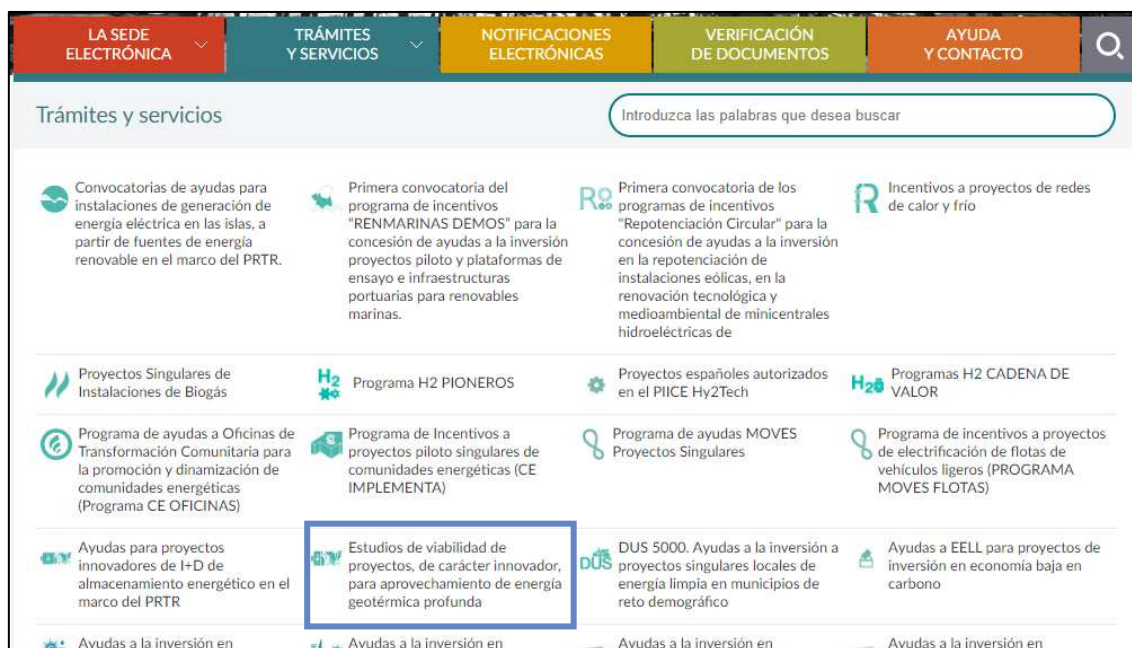 LA SEDE
ELECTRÓNICA
TRÁMITES
Y SERVICIOS
NOTIFICACIONES
ELECTRÓNICAS
VERIFICACIÓN
DE DOCUMENTOS
AYUDA
Y CONTACTO
Trámites y servicios
Introduzca las palabras que desea buscar
Convocatorias de ayudas para
instalaciones de generación de
energía eléctrica en las islas, a
partir de fuentes de energía
renovable en el marco del PRTR.
Primera convocatoria del
programa de incentivos
“RENMARINAS DEMOS” para la
concesión de ayudas a la inversión
proyectos piloto y plataformas de
ensayo e infraestructuras
portuarias para renovables
marinas.
Primera convocatoria de los
programas de incentivos
"Repotenciación Circular" para la
concesión de ayudas a la inversión
en la repotenciación de
instalaciones eólicas, en la
renovación tecnológica y
medioambiental de minicentrales
hidroeléctricas de
Incentivos a proyectos de redes
de calor y frío
Proyectos Singulares de
Instalaciones de Biogás
H2
Programa H2 PIONEROS
Proyectos españoles autorizados
en el PIICE Hy2Tech
H2
Programas H2 CADENA DE
VALOR
Programa de ayudas a Oficinas de
Transformación Comunitaria para
la promoción y dinamización de
comunidades energéticas
(Programa CE OFICINAS)
Programa de Incentivos a
proyectos piloto singulares de
comunidades energéticas (CE
IMPLEMENTA)
Programa de ayudas MOVES
Proyectos Singulares
Programa de incentivos a proyectos
de electrificación de flotas de
vehículos ligeros (PROGRAMA
MOVES FLOTAS)
Ayudas para proyectos
innovadores de I+D de
almacenamiento energético en el
marco del PRTR
Estudios de viabilidad de
proyectos, de carácter innovador,
para aprovechamiento de energía
geotérmica profunda
DUS
DUS 5000. Ayudas a la inversión a
proyectos singulares locales de
energía limpia en municipios de
reto demográfico
Ayudas a EELL para proyectos de
inversión en economía baja en
carbono
Ayudas a la inversión en
Ayudas a la inversión en
Ayudas a la inversión en
Ayudas a la inversión en